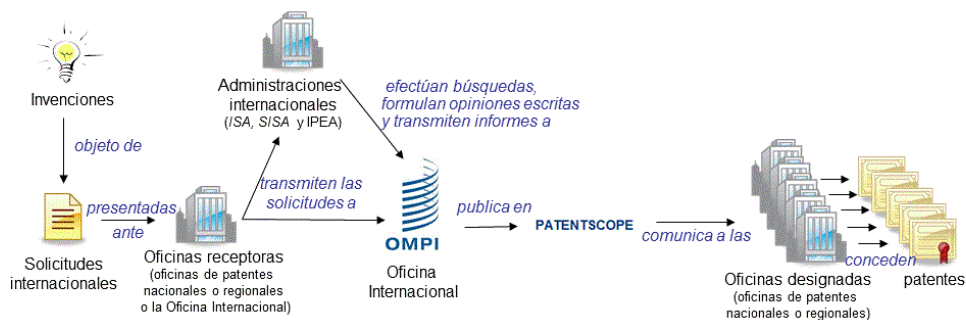 Invenciones
objeto de
Solicitudes
internacionales
presentadas
ante
Oficinas receptoras
(oficinas de patentes
nacionales o regionales
o la Oficina Internacional)
transmiten las
solicitudes a
Administraciones
internacionales
(ISA, SISA y IPEA)
efectúan búsquedas,
formulan opiniones escritas
y transmiten informes a
OMPI
Oficina
Internacional
publica en
PATENTSCOPE
comunica a las
Oficinas designadas
(oficinas de patentes
nacionales o regionales)
conceden
patentes